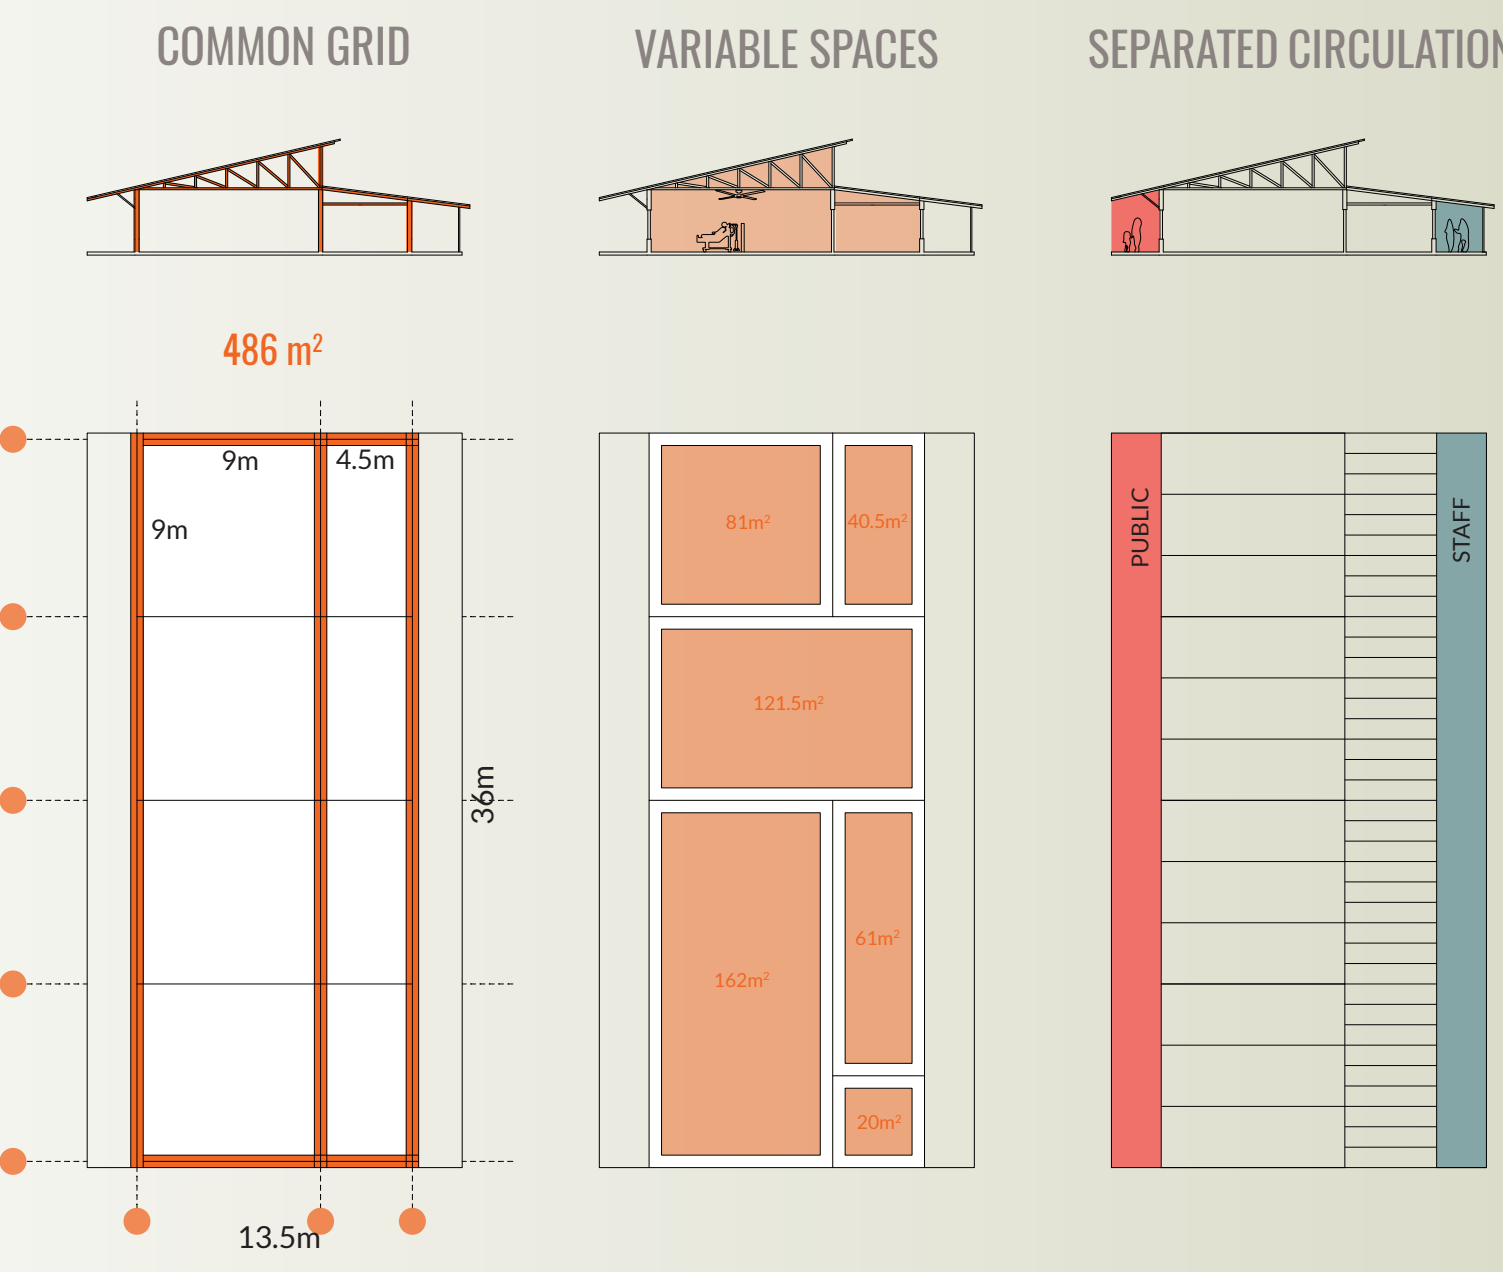 COMMON GRID
VARIABLE SPACES
SEPARATED CIRCULATION
486 m²
9m
4.5m
9m
36m
13.5m
81m²
40.5m²
121.5m²
162m²
61m²
20m²
PUBLIC
STAFF